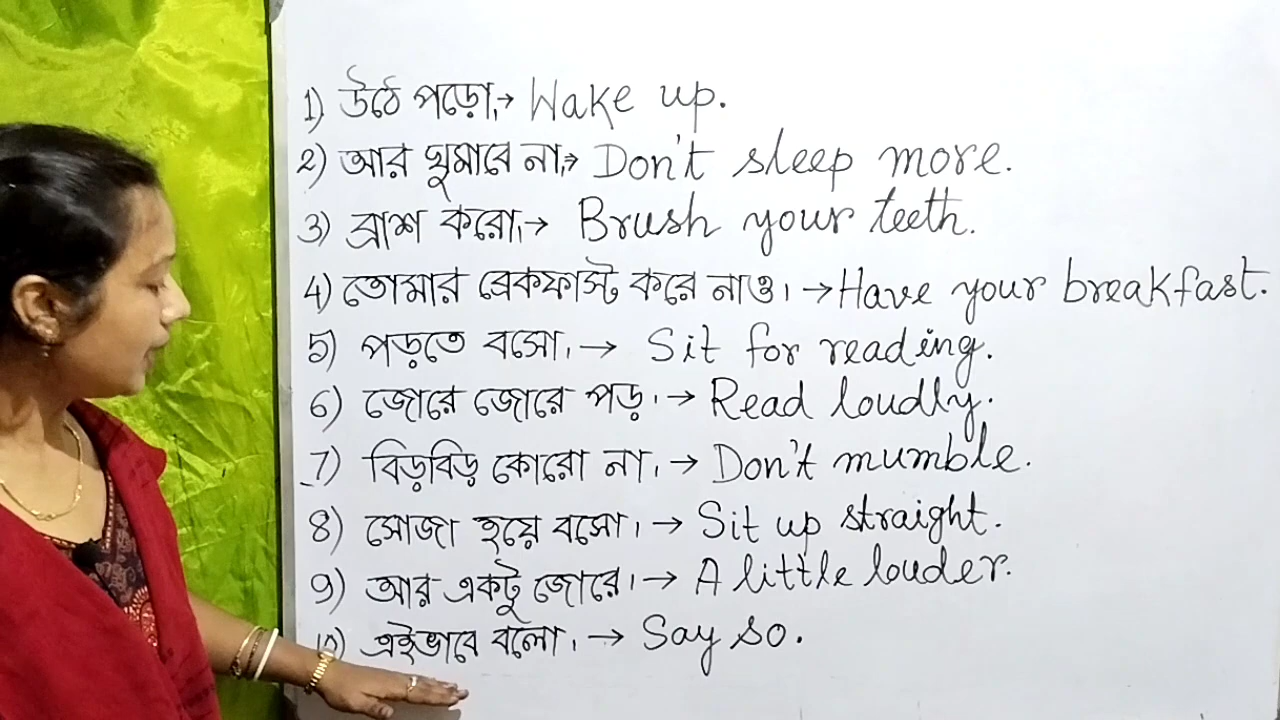 1) উঠে পড়ো।→ Wake up.
2) আর ঘুমাবে না।→ Don't sleep more.
3) ব্রাশ করো।→ Brush your teeth.
4) তোমার ব্রেকফাস্ট করে নাও। → Have your breakfast.
5) পড়তে বসো। → Sit for reading.
6) জোরে জোরে পড়। → Read loudly.
7) বিড়বিড় কোরো না। → Don't mumble.
8) সোজা হয়ে বসো। → Sit up straight.
9) আর একটু জোরে। → A little louder.
10) এইভাবে বলো। → Say so.